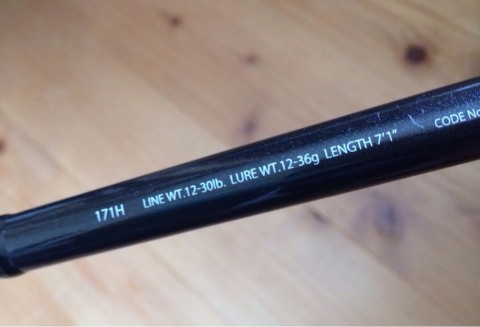 171H LINE WT.12-30lb. LURE WT.12-36g LENGTH 7'1" CODE No